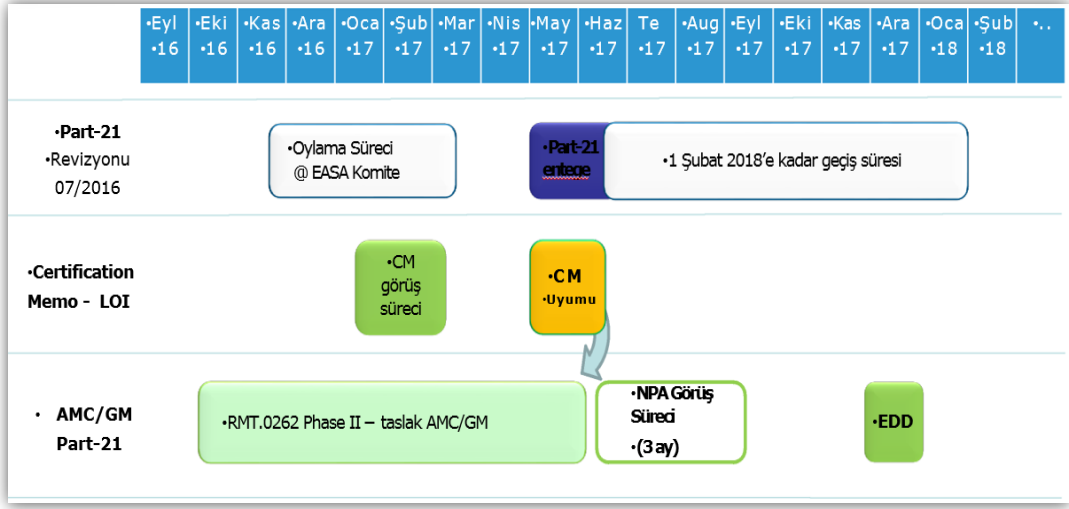 •Eyl •Eki •Kas •Ara •Oca •Şub •Mar •Nis •May •Haz Te •Aug •Eyl •Eki •Kas •Ara •Oca •Şub •..
•16 •16 •16 •16 •17 •17 •17 •17 •17 •17 •17 •17 •17 •17 •17 •17 •18 •18
•Part-21
•Revizyonu
07/2016
•Oylama Süreci
@ EASA Komite
•Part-21
entege
•1 Şubat 2018’e kadar geçiş süresi
•Certification
Memo - LOI
•CM
görüş
süreci
•CM
•Uyumu
• AMC/GM
Part-21
•RMT.0262 Phase II – taslak AMC/GM
•NPA Görüş
Süreci
•(3 ay)
•EDD